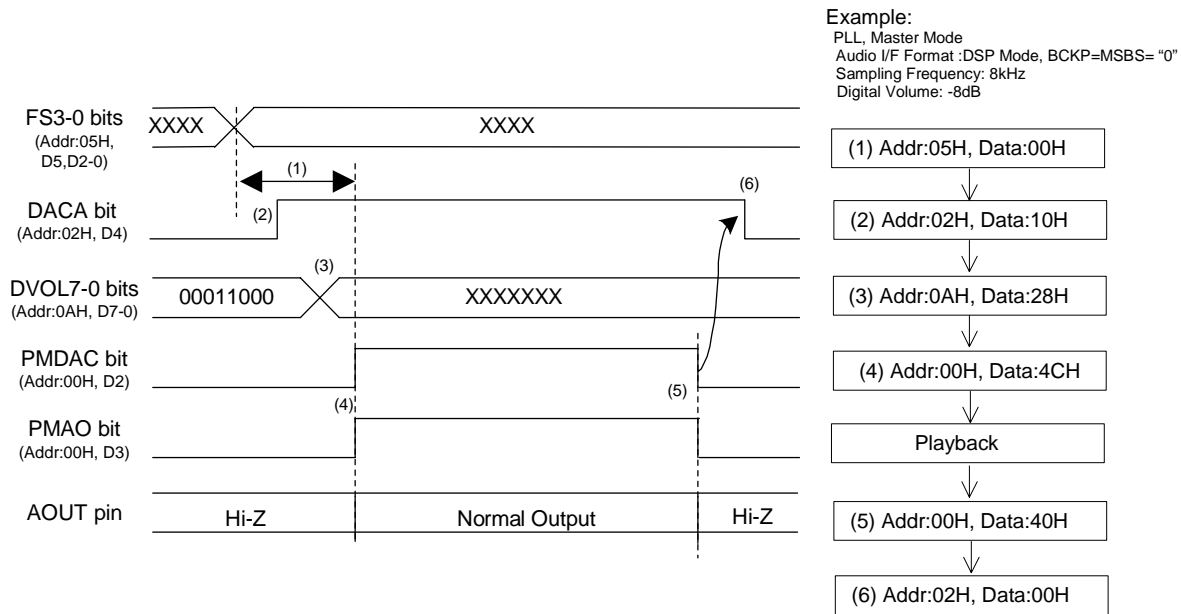 Example:
PLL, Master Mode
Audio I/F Format :DSP Mode, BCKP=MSBS= “0”
Sampling Frequency: 8kHz
Digital Volume: -8dB
FS3-0 bits
(Addr:05H,
D5,D2-0)
XXXX
XXXX
(1)
DACA bit
(Addr:02H, D4)
(2)
(6)
DVOL7-0 bits
(Addr:0AH, D7-0)
00011000
(3)
XXXXXXX
PMDAC bit
(Addr:00H, D2)
(4)
(5)
PMAO bit
(Addr:00H, D3)
AOUT pin
Hi-Z
Normal Output
Hi-Z
(1) Addr:05H, Data:00H
(2) Addr:02H, Data:10H
(3) Addr:0AH, Data:28H
(4) Addr:00H, Data:4CH
Playback
(5) Addr:00H, Data:40H
(6) Addr:02H, Data:00H